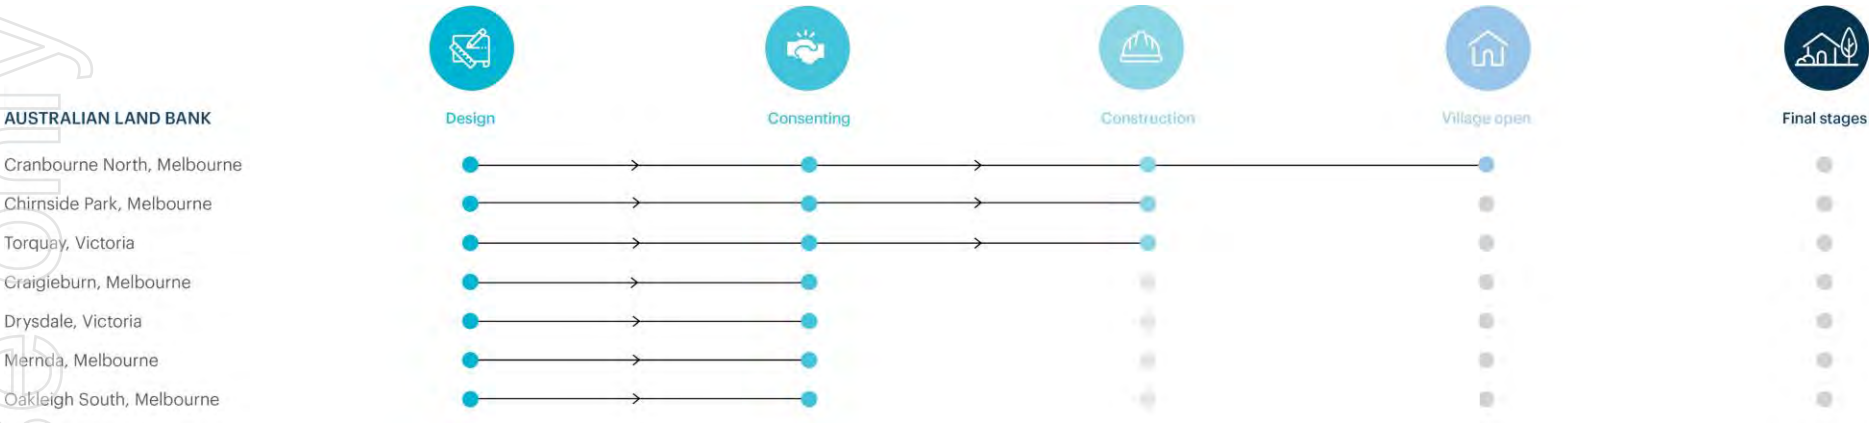 AUSTRALIAN LAND BANK Design Consenting Construction Village open Final stages
Cranbourne North, Melbourne
Chirnside Park, Melbourne
Torquay, Victoria
Craigieburn, Melbourne
Drysdale, Victoria
Mernda, Melbourne
Oakleigh South, Melbourne